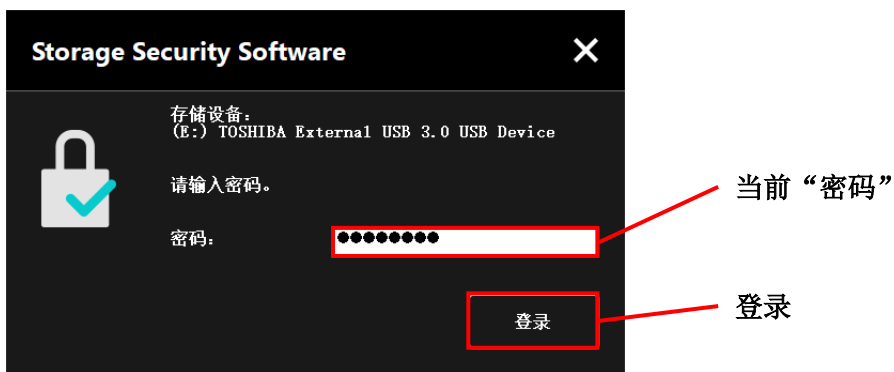 Storage Security Software
存储设备:
(E:) TOSHIBA External USB 3.0 USB Device
请输入密码。
当前“密码”
密码:
登录
登录